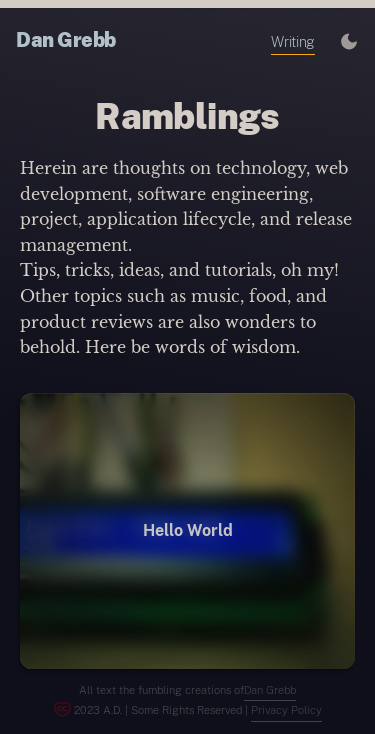 Dan Grebb
Writing
Ramblings
Herein are thoughts on technology, web
development, software engineering,
project, application lifecycle, and release
management.
Tips, tricks, ideas, and tutorials, oh my!
Other topics such as music, food, and
product reviews are also wonders to
behold. Here be words of wisdom.
Hello World
All text the fumbling creations ofDan Grebb
2023 A.D. | Some Rights Reserved | Privacy Policy